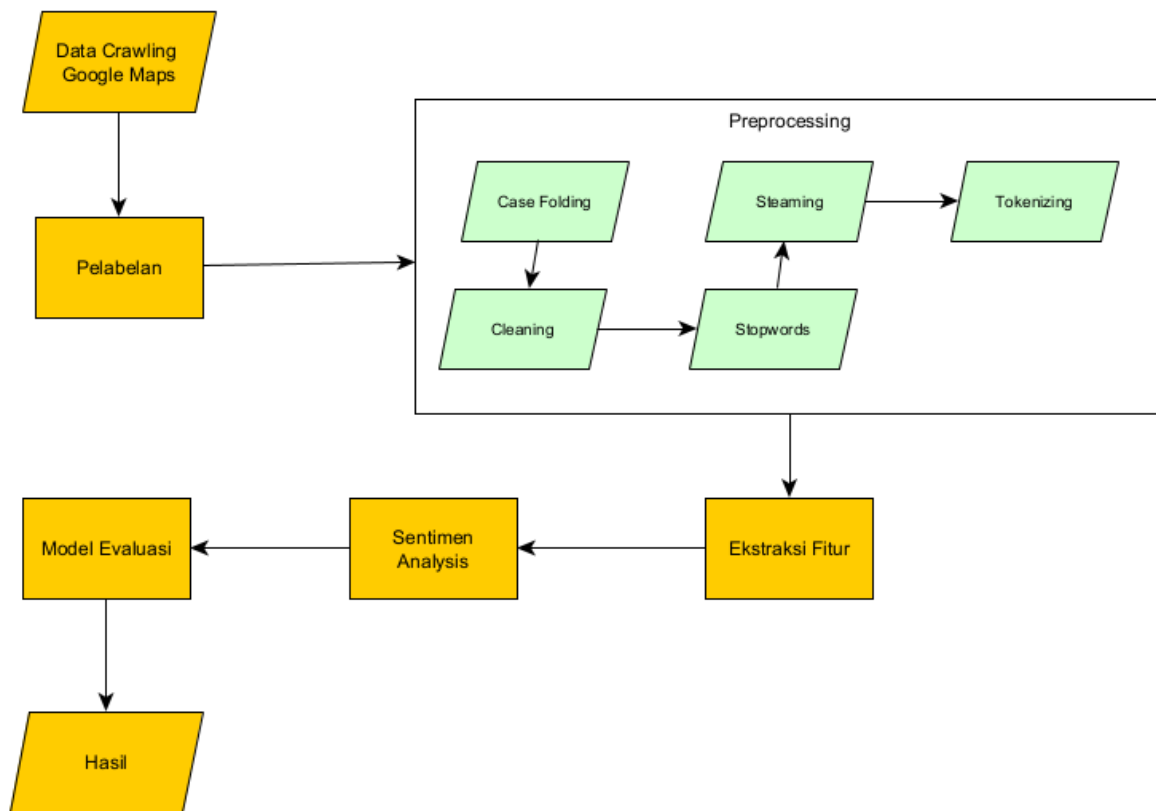 Data Crawling
Google Maps
Preprocessing
Case Folding
Steaming
Tokenizing
Pelabelan
Cleaning
Stopwords
Model Evaluasi
Sentimen
Analysis
Ekstraksi Fitur
Hasil